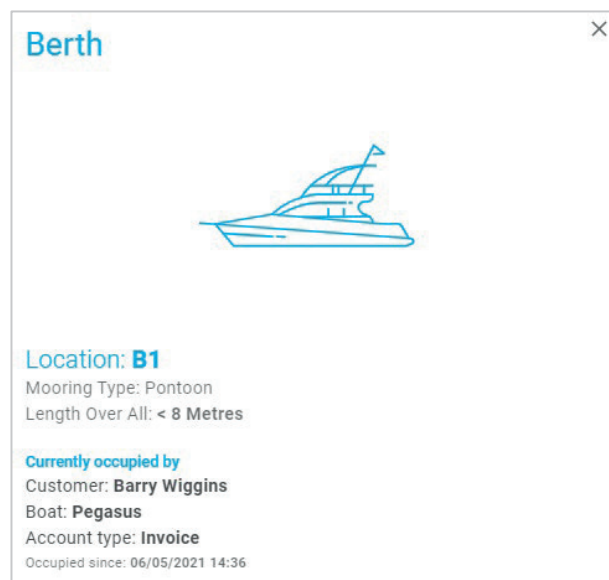 Berth
Location: B1
Mooring Type: Pontoon
Length Over All: < 8 Metres
Currently occupied by
Customer: Barry Wiggins
Boat: Pegasus
Account type: Invoice
Occupied since: 06/05/2021 14:36